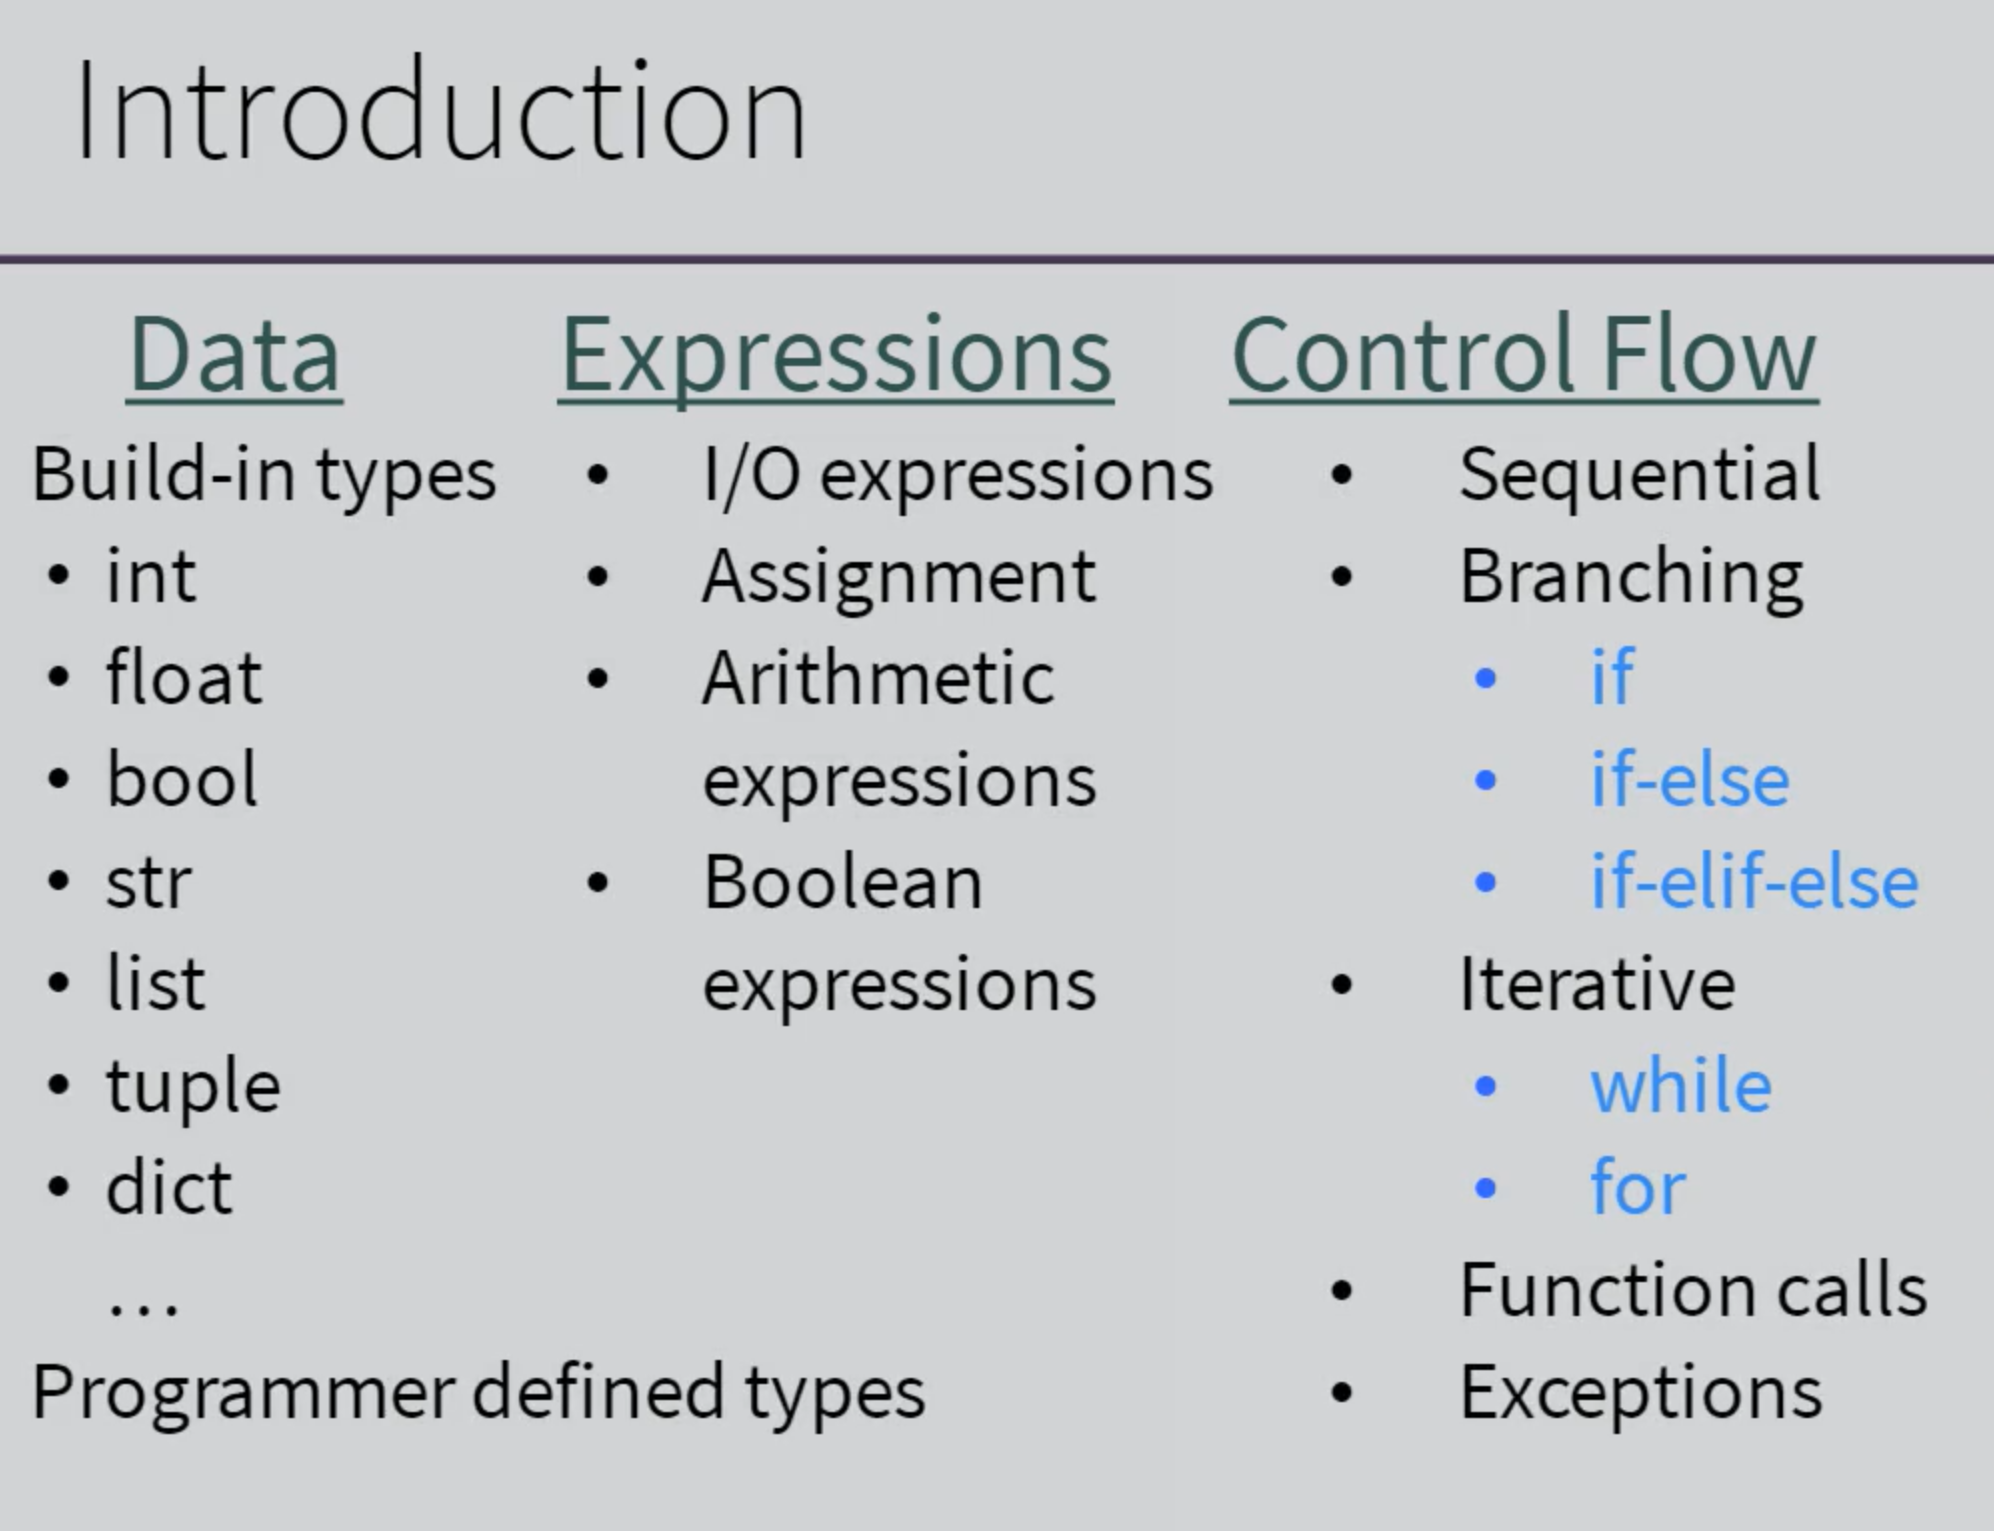 Introduction
Data
Build-in types
• int
• float
• bool
• str
• list
• tuple
• dict
...
Programmer defined types
Expressions
• I/O expressions
• Assignment
• Arithmetic
expressions
• Boolean
expressions
Control Flow
• Sequential
• Branching
• if
• if-else
• if-elif-else
• Iterative
• while
• for
• Function calls
• Exceptions